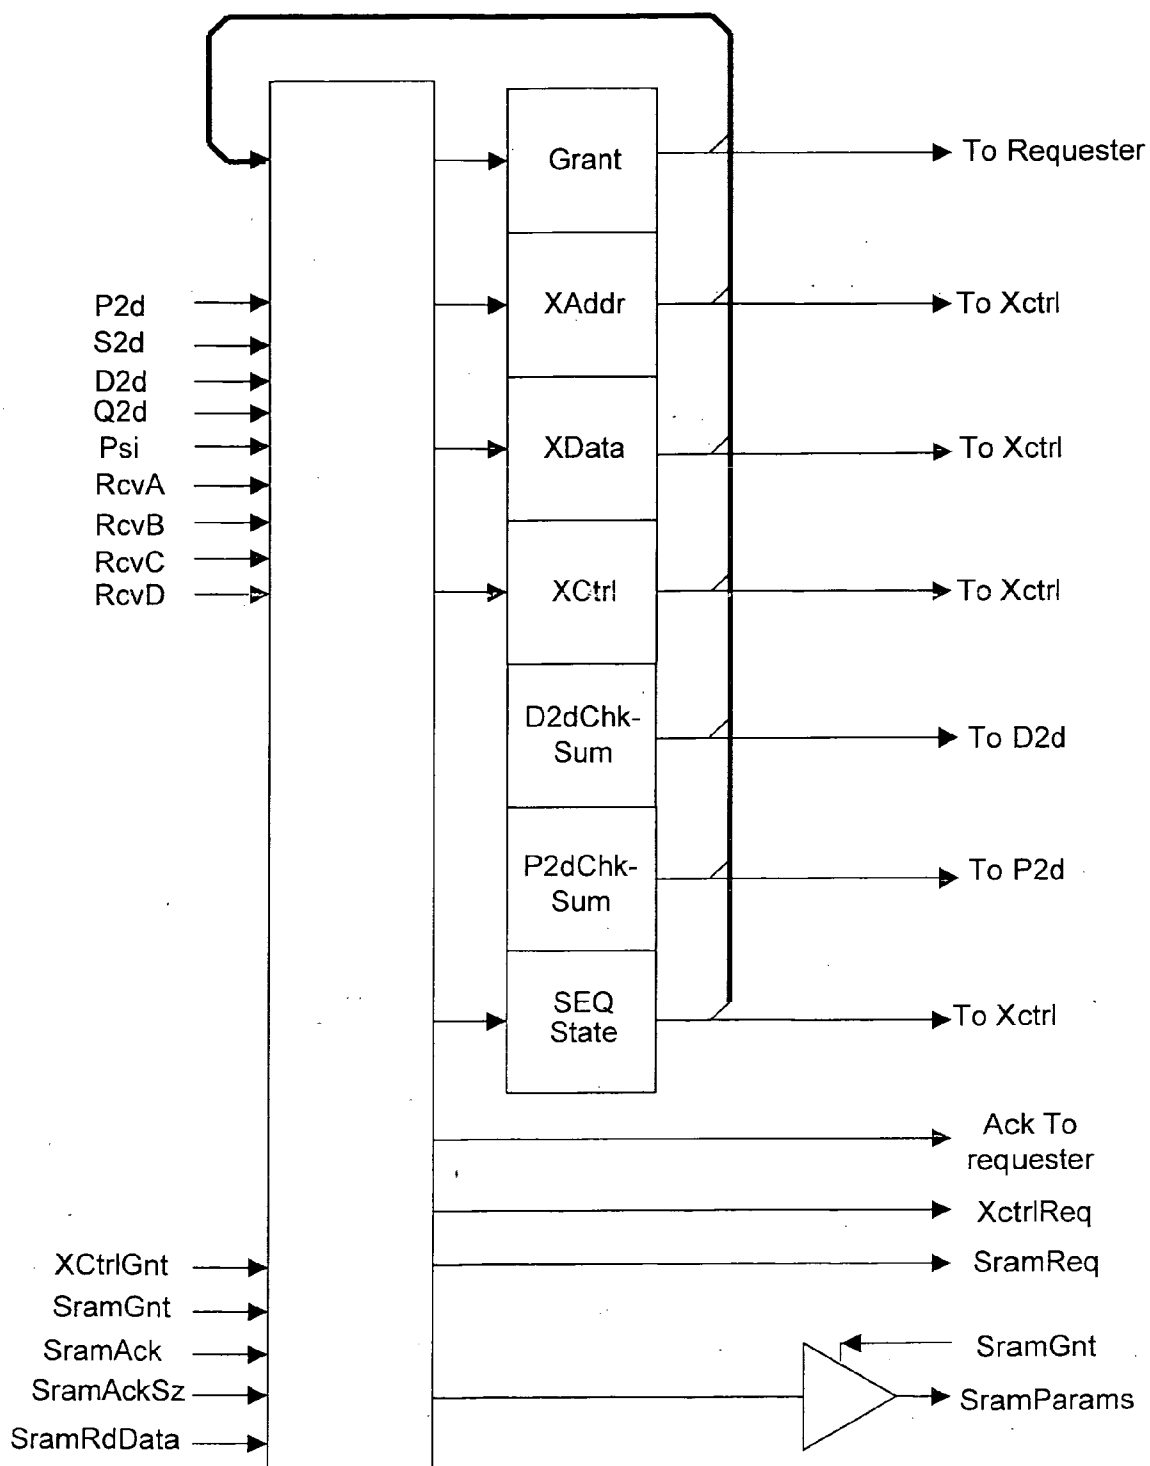 Grant
To Requester
P2d
XAddr
To Xctrl
S2d
D2d
Q2d
Psi
XData
To Xctrl
RcvA
RcvB
RcvC
RcvD
XCtrl
To Xctrl
D2dChk-
Sum
To D2d
P2dChk-
Sum
To P2d
SEQ
State
To Xctrl
Ack To
requester
XctrlReq
XCtrlGnt
SramReq
SramGnt
SramAck
SramGnt
SramAckSz
SramParams
SramRdData